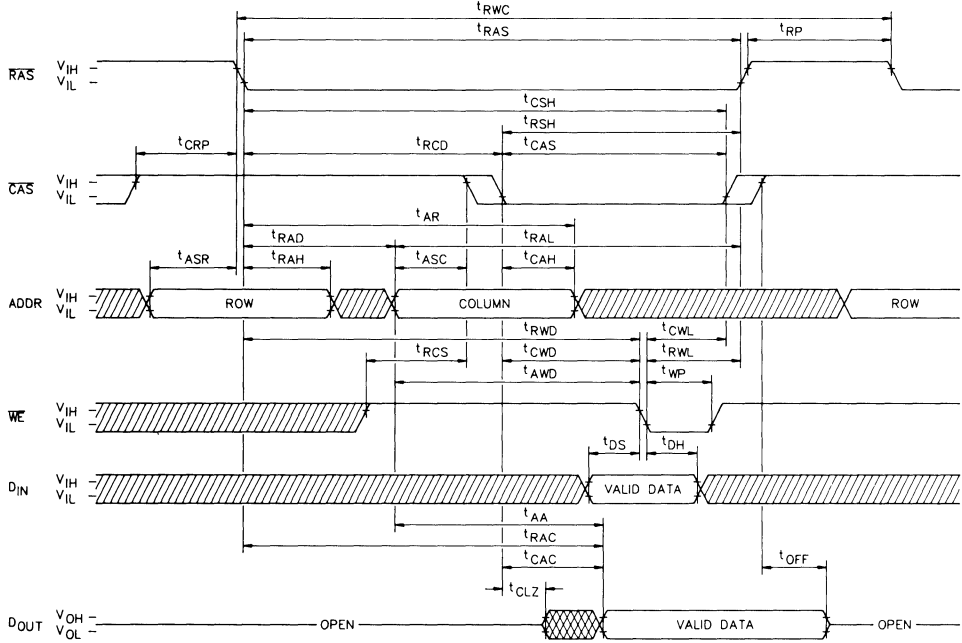 tRWC
tRAS
tRP
RAS
VIH
VIL
tCSH
tRSH
tCRP
tRCD
tCAS
CAS
VIH
VIL
tAR
tRAD
tRAL
tASR
tRAH
tASC
tCAH
ADDR
VIH
VIL
ROW
COLUMN
ROW
tRWD
tCWL
tRCS
tCWD
tRWL
tAWD
tWP
WE
VIH
VIL
tDS
tDH
DIN
VIH
VIL
VALID DATA
tAA
tRAC
tCAC
tOFF
tCLZ
DOUT
VOH
VOL
OPEN
VALID DATA
OPEN